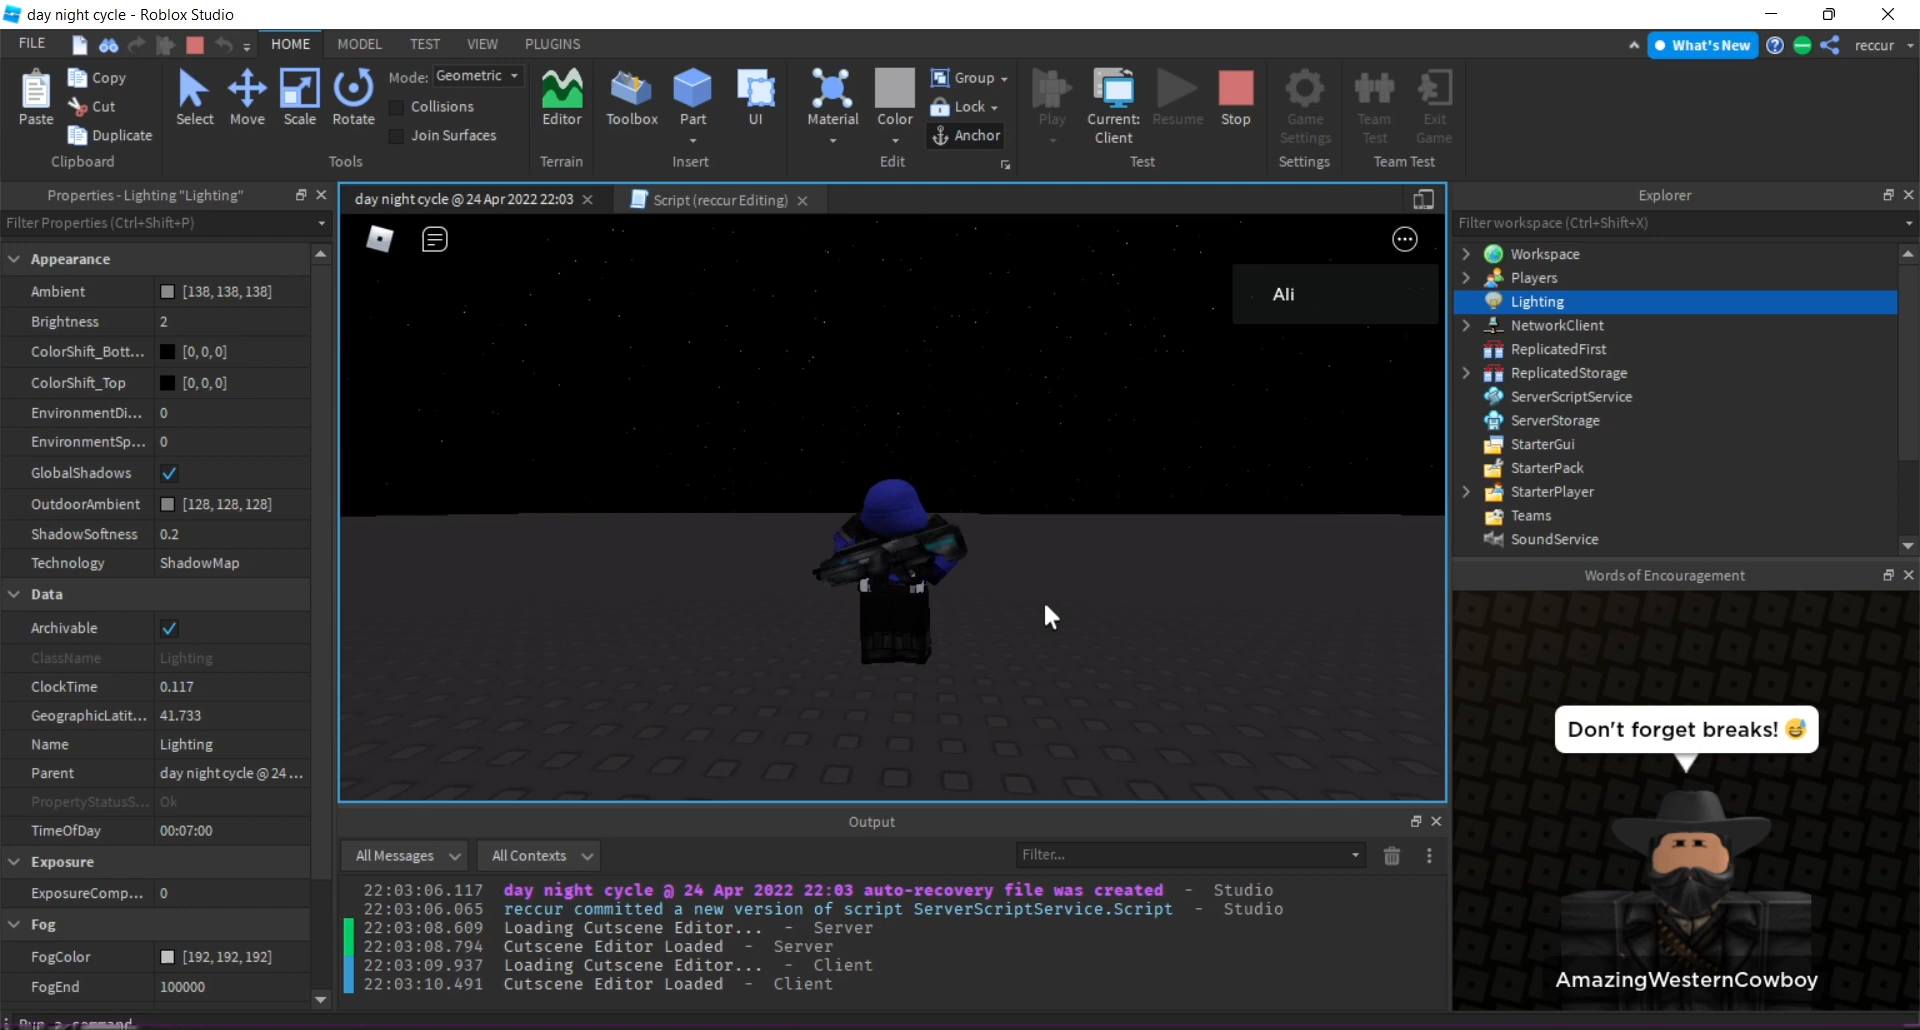 day night cycle - Roblox Studio
FILE HOME MODEL TEST VIEW PLUGINS What's New reccur
Paste Copy Cut Duplicate Clipboard
Select Move Scale Rotate Mode: Geometric Collisions Join Surfaces Tools
Editor Terrain
Toolbox Part UI Insert
Material Color Group Lock Anchor Edit
Play Current: Client Resume Stop Test
Game Settings Settings
Team Test Exit Game Team Test
Properties - Lighting "Lighting"
Filter Properties (Ctrl+Shift+P)
Appearance
Ambient [138, 138, 138]
Brightness 2
ColorShift_Bott... [0, 0, 0]
ColorShift_Top [0, 0, 0]
EnvironmentDi... 0
EnvironmentSp... 0
GlobalShadows
OutdoorAmbient [128, 128, 128]
ShadowSoftness 0.2
Technology ShadowMap
Data
Archivable
ClassName Lighting
ClockTime 0.117
GeographicLatit... 41.733
Name Lighting
Parent day night cycle @ 24 ...
PropertyStatusS... Ok
TimeOfDay 00:07:00
Exposure
ExposureComp... 0
Fog
FogColor [192, 192, 192]
FogEnd 100000
Run a command
day night cycle @ 24 Apr 2022 22:03 Script (reccur Editing)
Ali
Output
All Messages All Contexts Filter...
22:03:06.117 day night cycle @ 24 Apr 2022 22:03 auto-recovery file was created - Studio
22:03:06.065 reccur committed a new version of script ServerScriptService.Script - Studio
22:03:08.609 Loading Cutscene Editor... - Server
22:03:08.794 Cutscene Editor Loaded - Server
22:03:09.937 Loading Cutscene Editor... - Client
22:03:10.491 Cutscene Editor Loaded - Client
Explorer
Filter workspace (Ctrl+Shift+X)
Workspace
Players
Lighting
NetworkClient
ReplicatedFirst
ReplicatedStorage
ServerScriptService
ServerStorage
StarterGui
StarterPack
StarterPlayer
Teams
SoundService
Words of Encouragement
Don't forget breaks! 😅
AmazingWesternCowboy